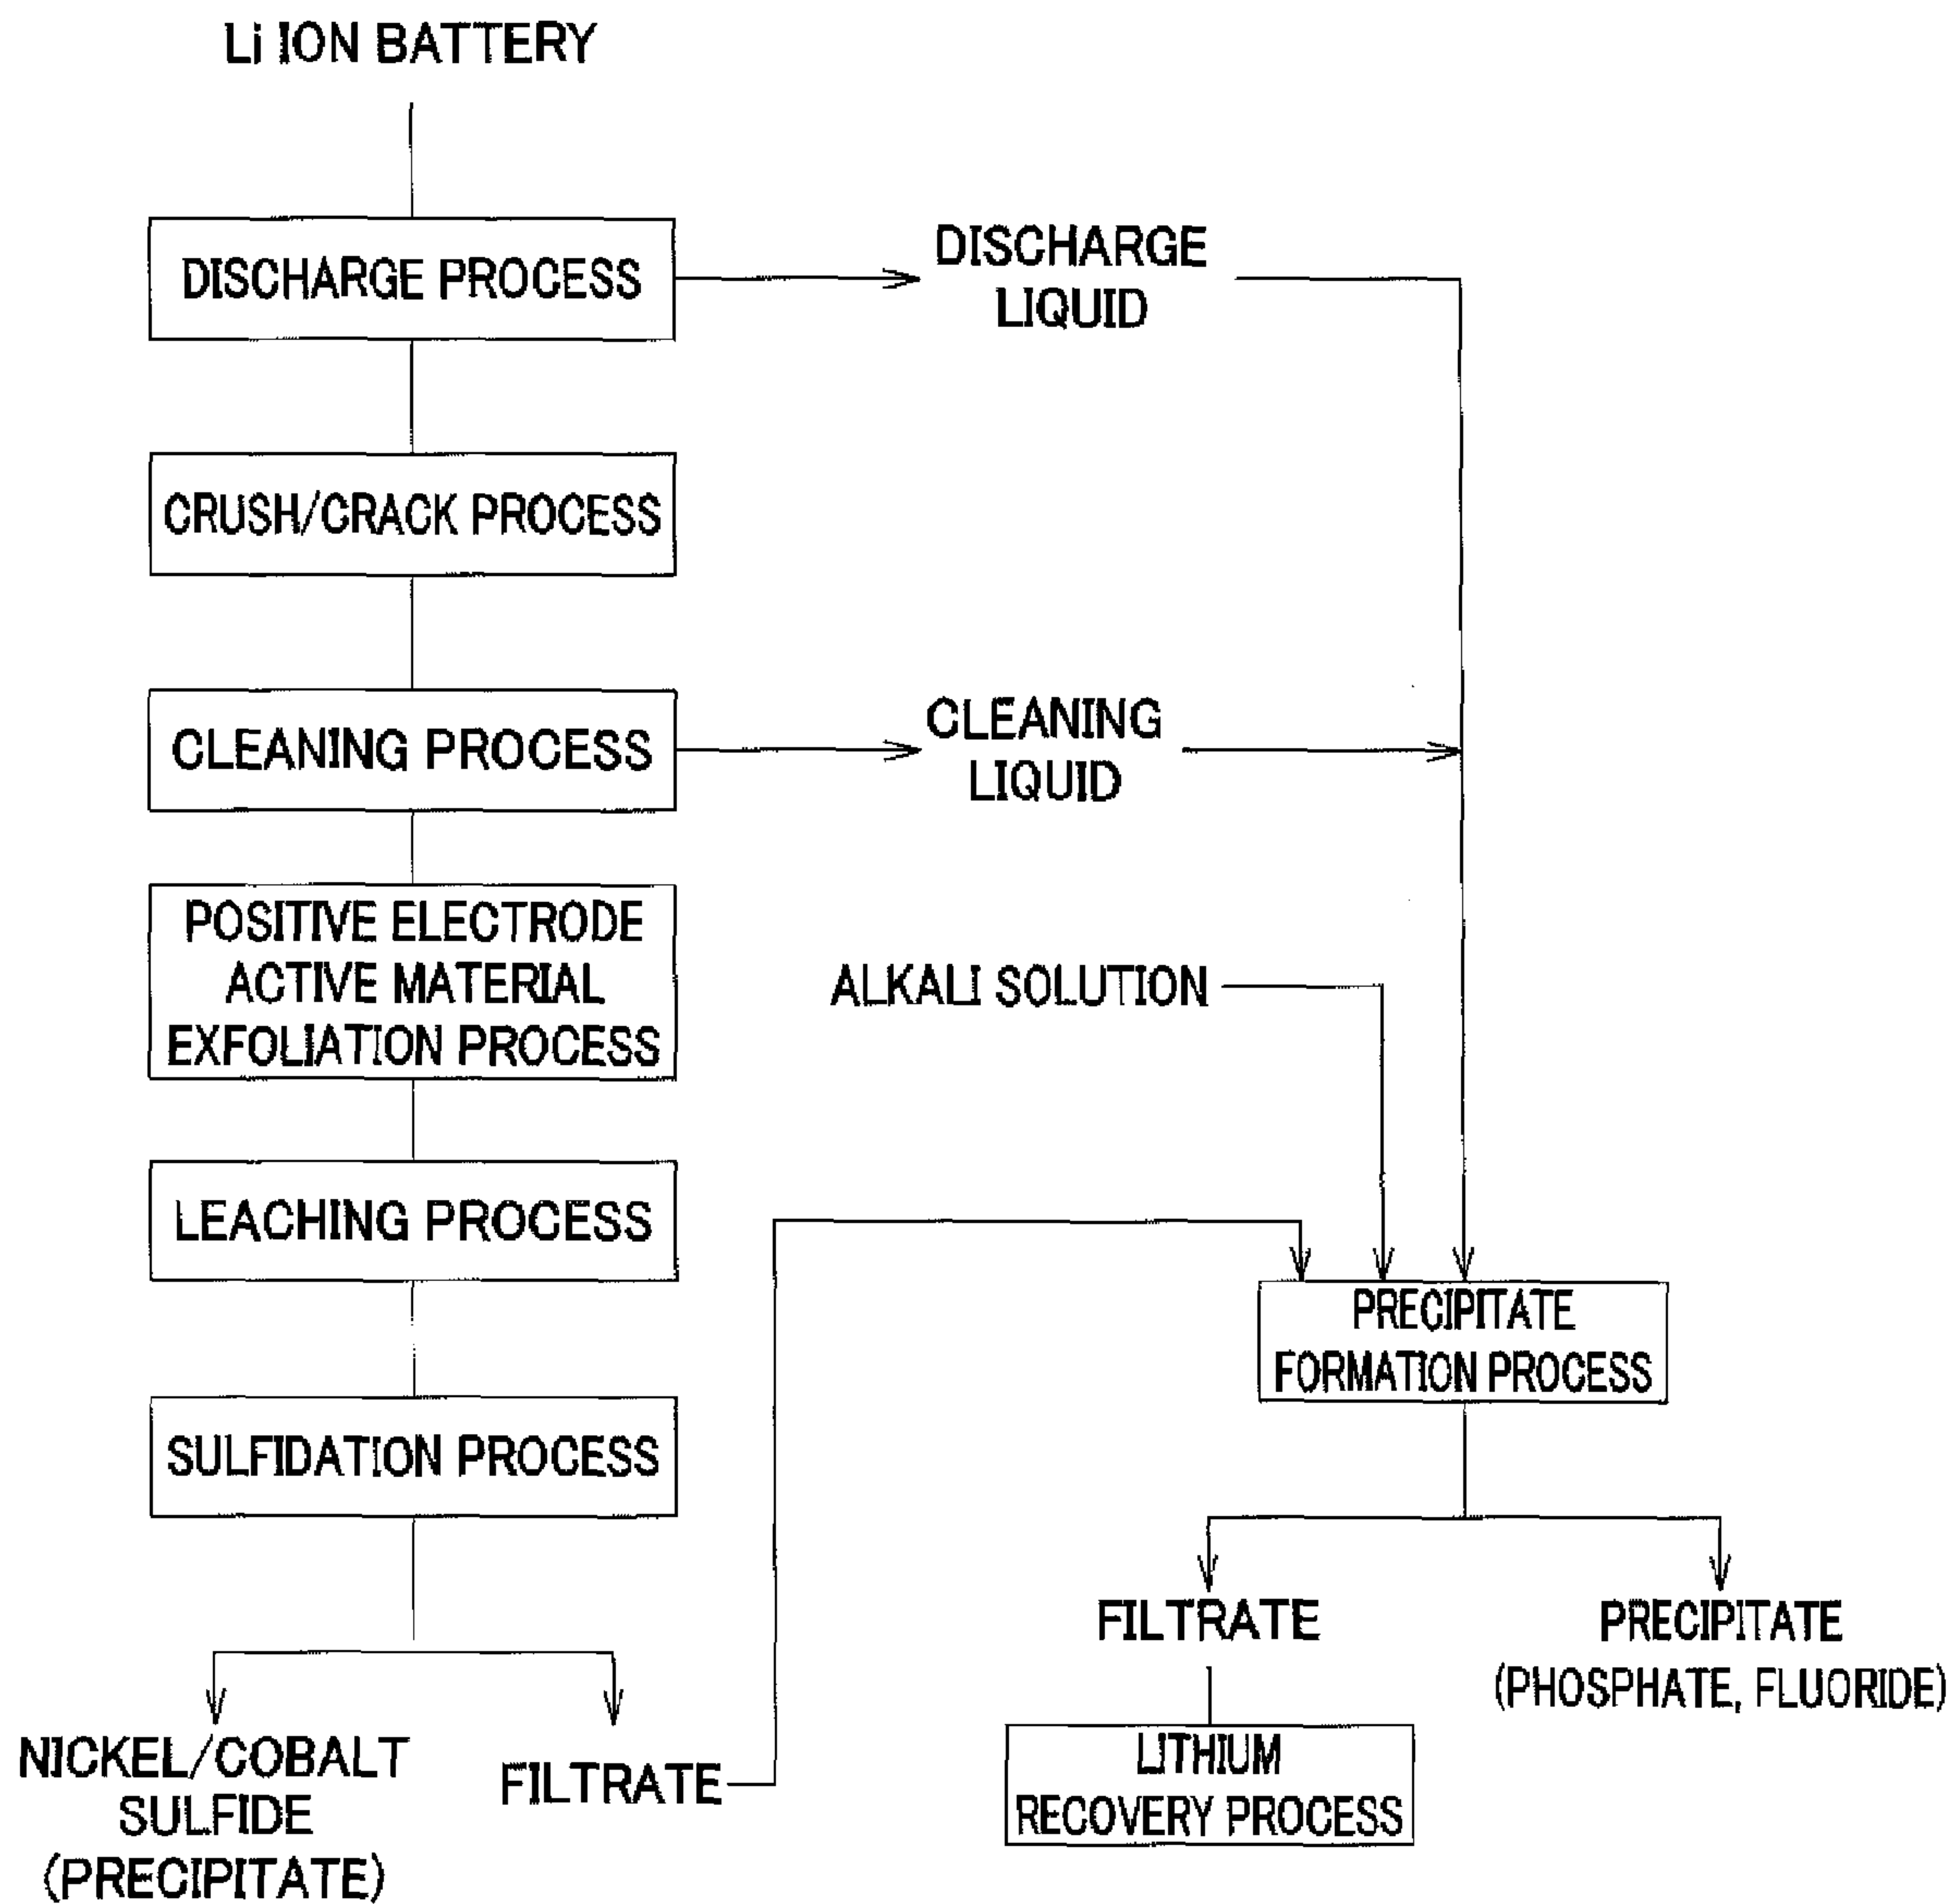 Li ION BATTERY
DISCHARGE PROCESS
DISCHARGE
LIQUID
CRUSH/CRACK PROCESS
CLEANING PROCESS
CLEANING
LIQUID
POSITIVE ELECTRODE
ACTIVE MATERIAL
EXFOLIATION PROCESS
ALKALI SOLUTION
LEACHING PROCESS
PRECIPITATE
FORMATION PROCESS
SULFIDATION PROCESS
FILTRATE
PRECIPITATE
(PHOSPHATE, FLUORIDE)
NICKEL/COBALT
SULFIDE
(PRECIPITATE)
FILTRATE
LITHIUM
RECOVERY PROCESS